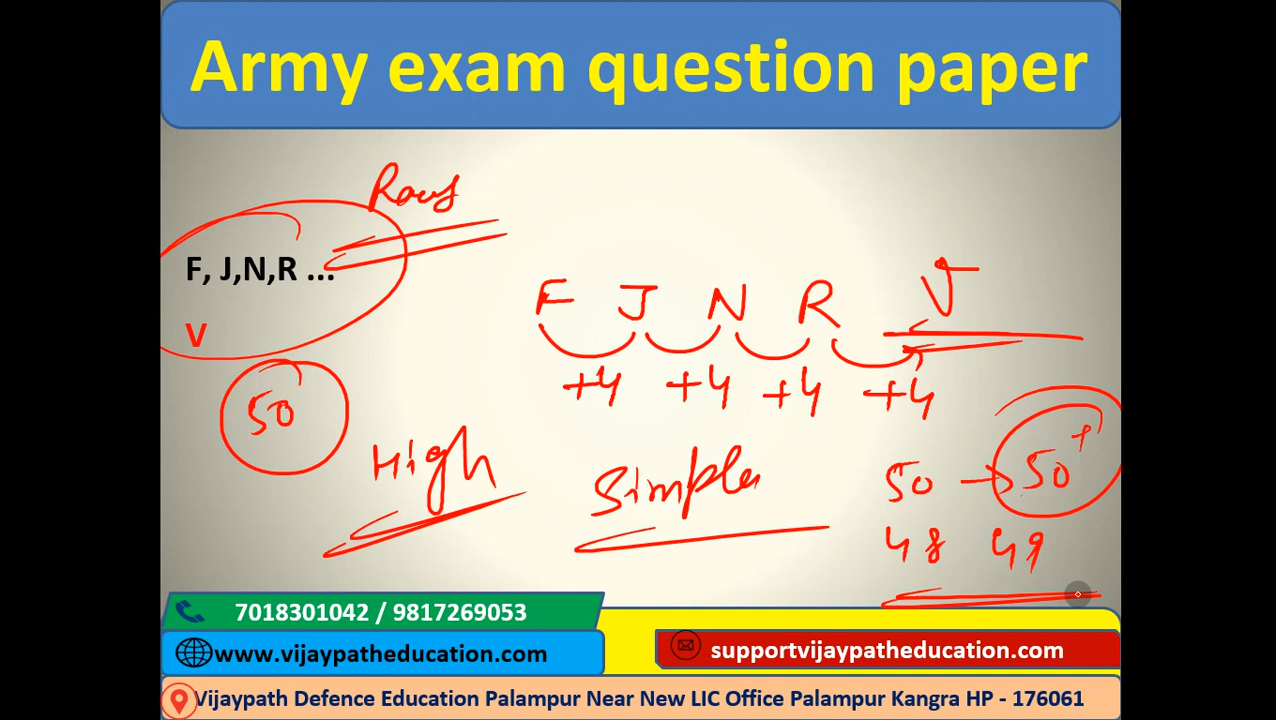 Army exam question paper
Raus
F, J,N,R ...
V
50
F J N R V
+4 +4 +4 +4
High
Simple
50 → 50+
48 49
7018301042 / 9817269053
www.vijaypatheducation.com
supportvijaypatheducation.com
Vijaypath Defence Education Palampur Near New LIC Office Palampur Kangra HP - 176061